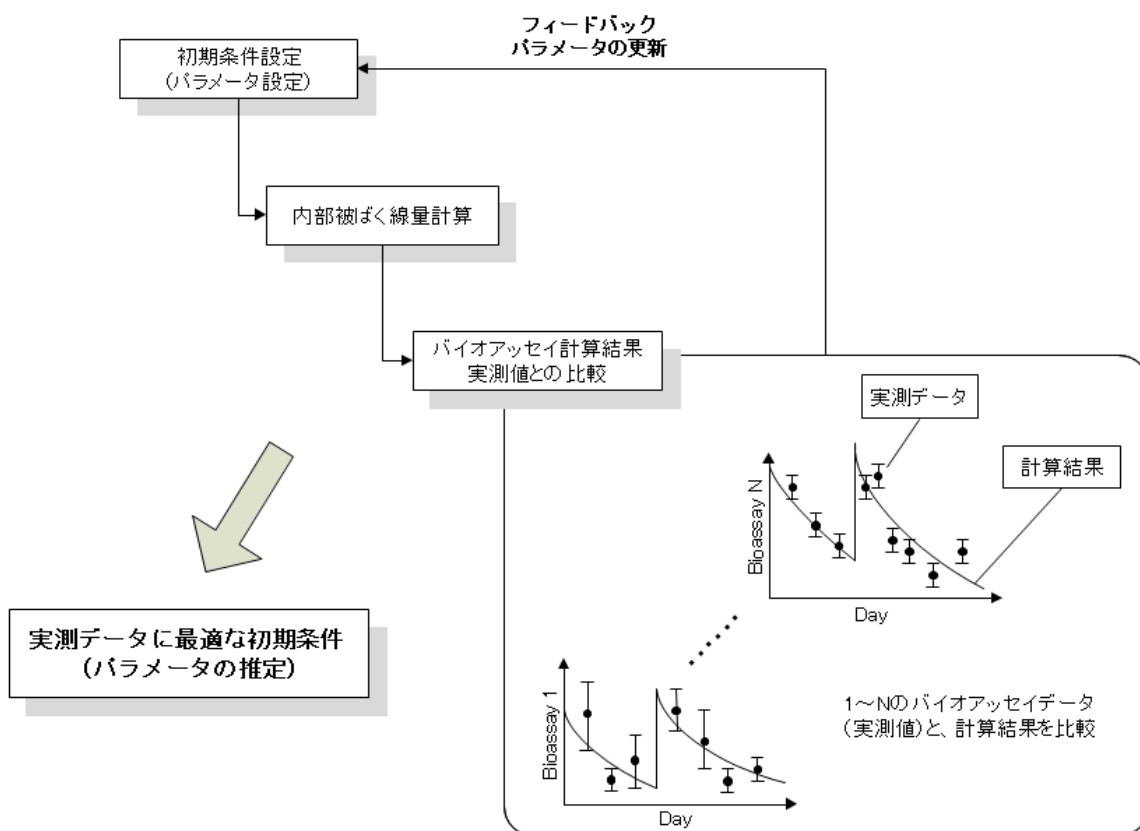 フィードバック
パラメータの更新
初期条件設定
(パラメータ設定)
内部被ばく線量計算
バイオアッセイ計算結果
実測値との比較
実測データ
計算結果
Bioassay N
Day
実測データに最適な初期条件
(パラメータの推定)
Bioassay 1
Day
1～Nのバイオアッセイデータ
(実測値)と、計算結果を比較